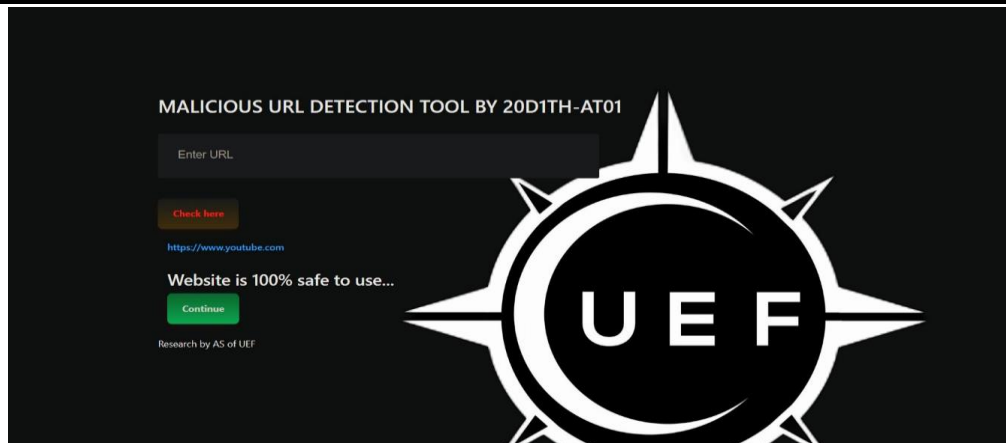 MALICIOUS URL DETECTION TOOL BY 20D1TH-AT01
Enter URL
Check here
https://www.youtube.com
Website is 100% safe to use...
Continue
Research by AS of UEF
UEF